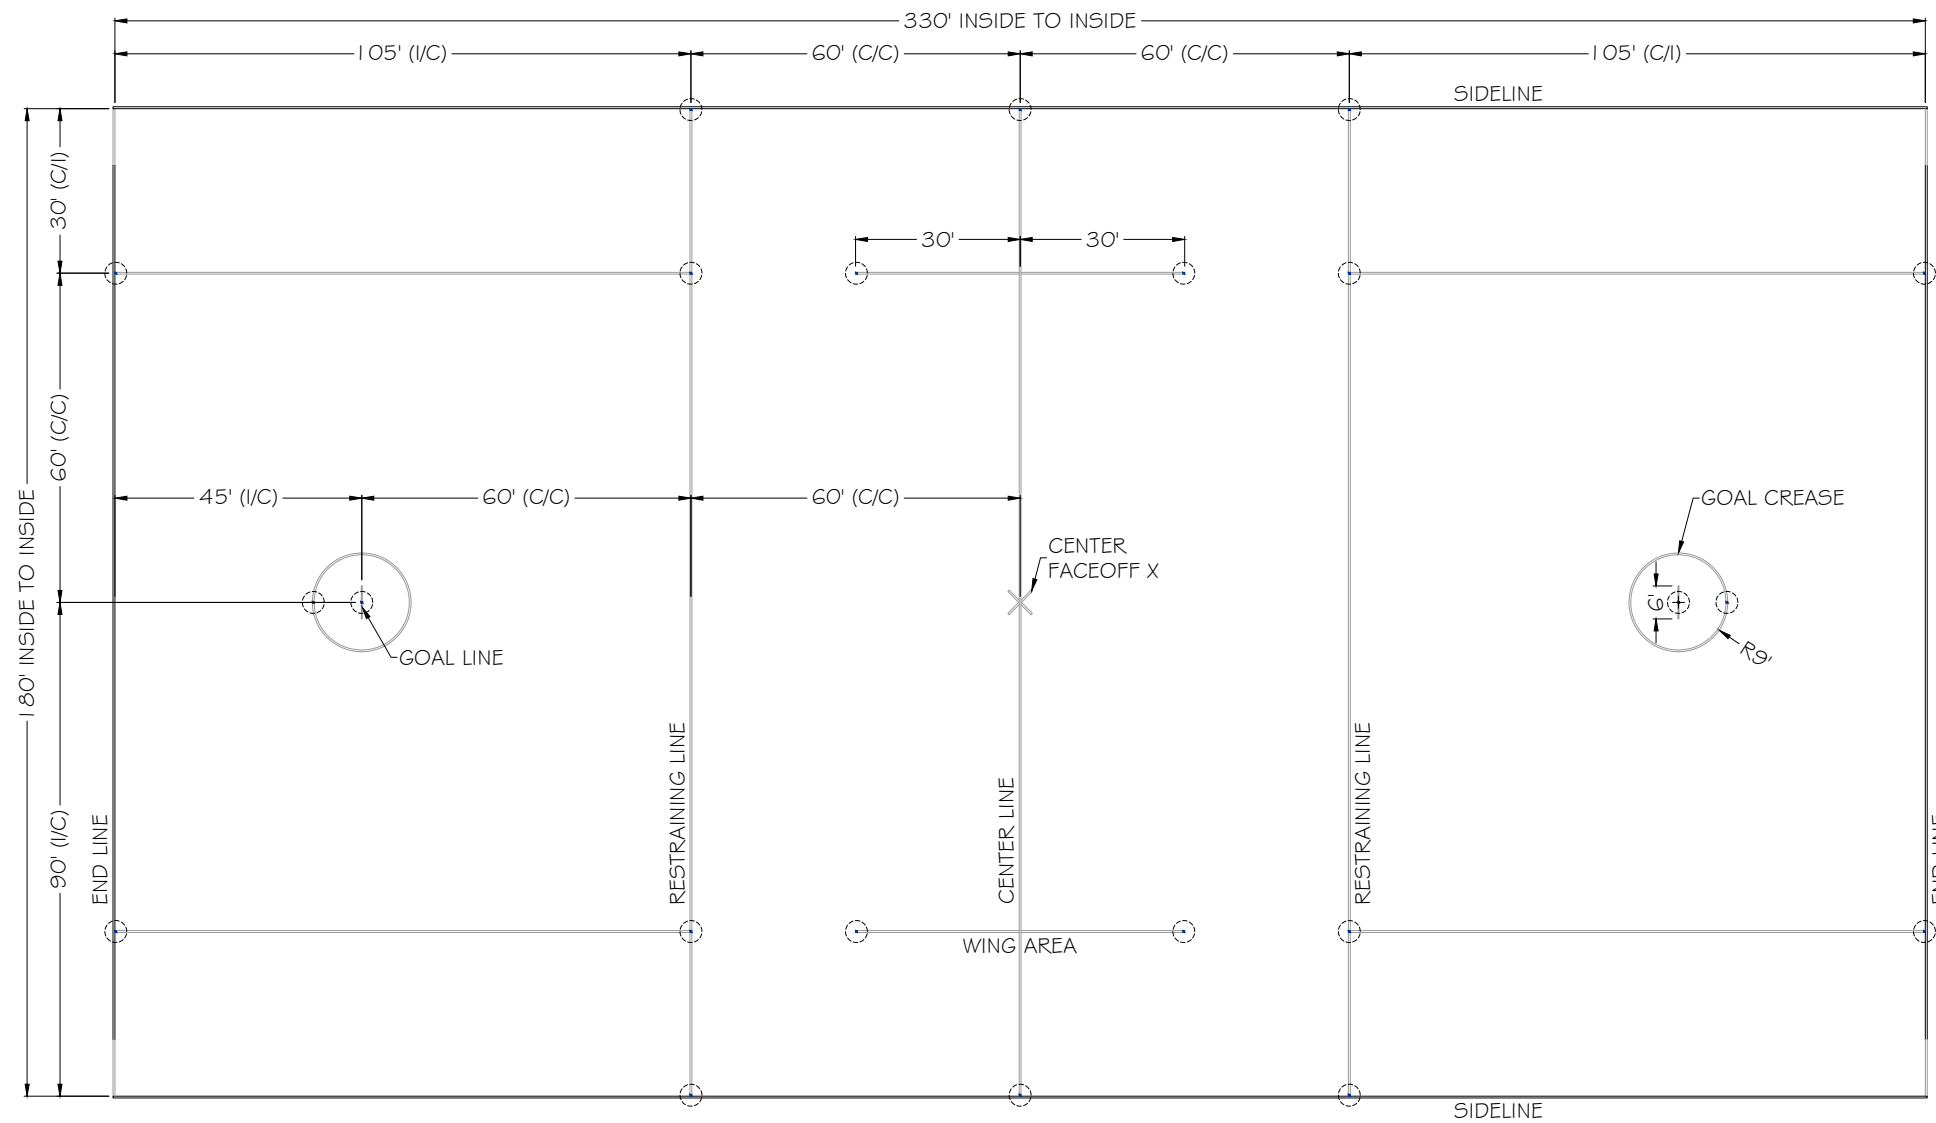 330' INSIDE TO INSIDE
105' (I/C)
60' (C/C)
60' (C/C)
105' (C/I)
SIDELINE
30' (C/I)
30'
30'
60' (C/C)
180' INSIDE TO INSIDE
45' (I/C)
60' (C/C)
60' (C/C)
GOAL CREASE
CENTER
FACEOFF X
6'
R9'
GOAL LINE
90' (I/C)
END LINE
RESTRAINING LINE
CENTER LINE
RESTRAINING LINE
END LINE
WING AREA
SIDELINE